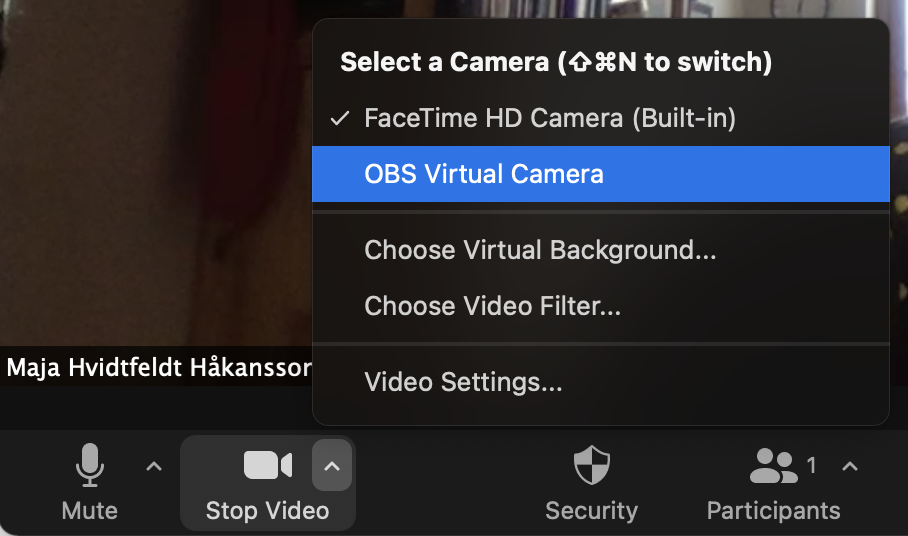 Select a Camera (⇧⌘N to switch)
✓ FaceTime HD Camera (Built-in)
OBS Virtual Camera
Choose Virtual Background...
Choose Video Filter...
Video Settings...
Maja Hvidtfeldt Håkansson
Mute
Stop Video
Security
Participants 1